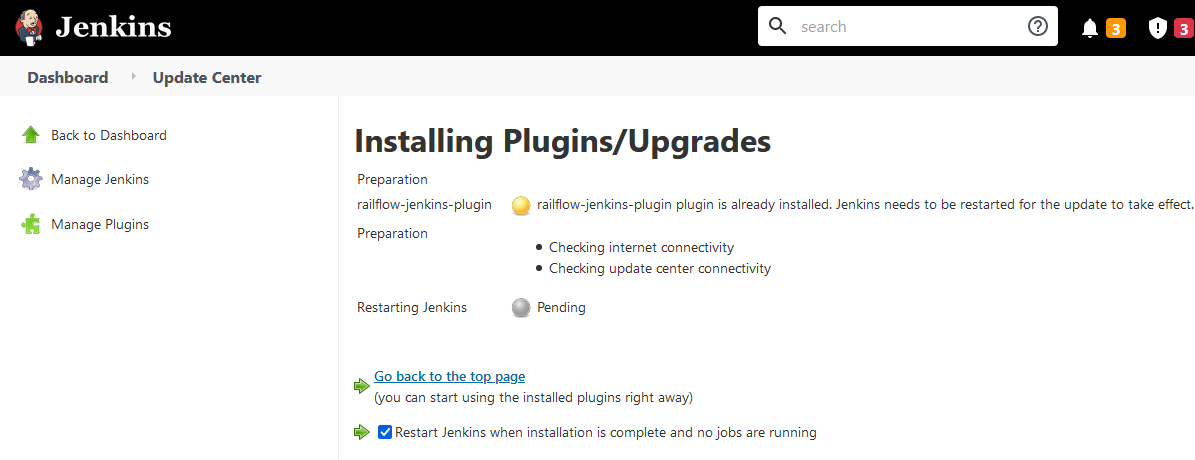 Jenkins
search
3
3
Dashboard
Update Center
Back to Dashboard
Manage Jenkins
Manage Plugins
Installing Plugins/Upgrades
Preparation
railflow-jenkins-plugin railflow-jenkins-plugin plugin is already installed. Jenkins needs to be restarted for the update to take effect.
Preparation
Checking internet connectivity
Checking update center connectivity
Restarting Jenkins Pending
Go back to the top page
(you can start using the installed plugins right away)
Restart Jenkins when installation is complete and no jobs are running